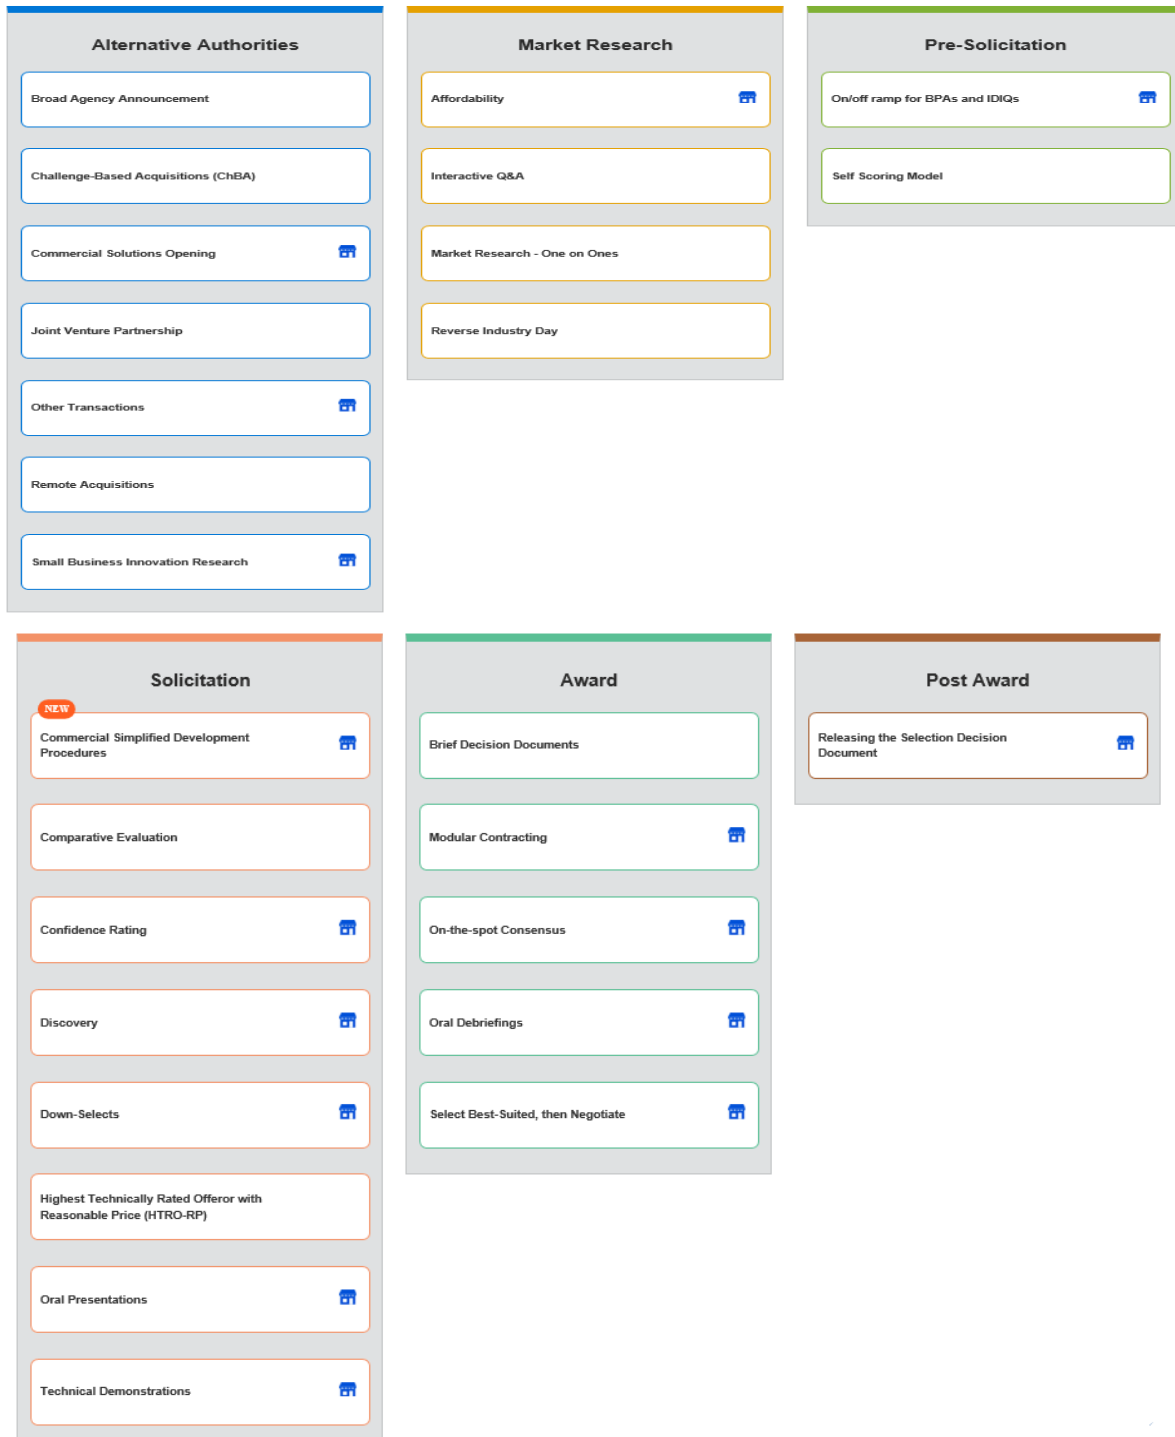 Alternative Authorities
Broad Agency Announcement
Challenge-Based Acquisitions (ChBA)
Commercial Solutions Opening
Joint Venture Partnership
Other Transactions
Remote Acquisitions
Small Business Innovation Research
Market Research
Affordability
Interactive Q&A
Market Research - One on Ones
Reverse Industry Day
Pre-Solicitation
On/off ramp for BPAs and IDIQs
Self Scoring Model
Solicitation
NEW
Commercial Simplified Development
Procedures
Comparative Evaluation
Confidence Rating
Discovery
Down-Selects
Highest Technically Rated Offeror with
Reasonable Price (HTRO-RP)
Oral Presentations
Technical Demonstrations
Award
Brief Decision Documents
Modular Contracting
On-the-spot Consensus
Oral Debriefings
Select Best-Suited, then Negotiate
Post Award
Releasing the Selection Decision
Document